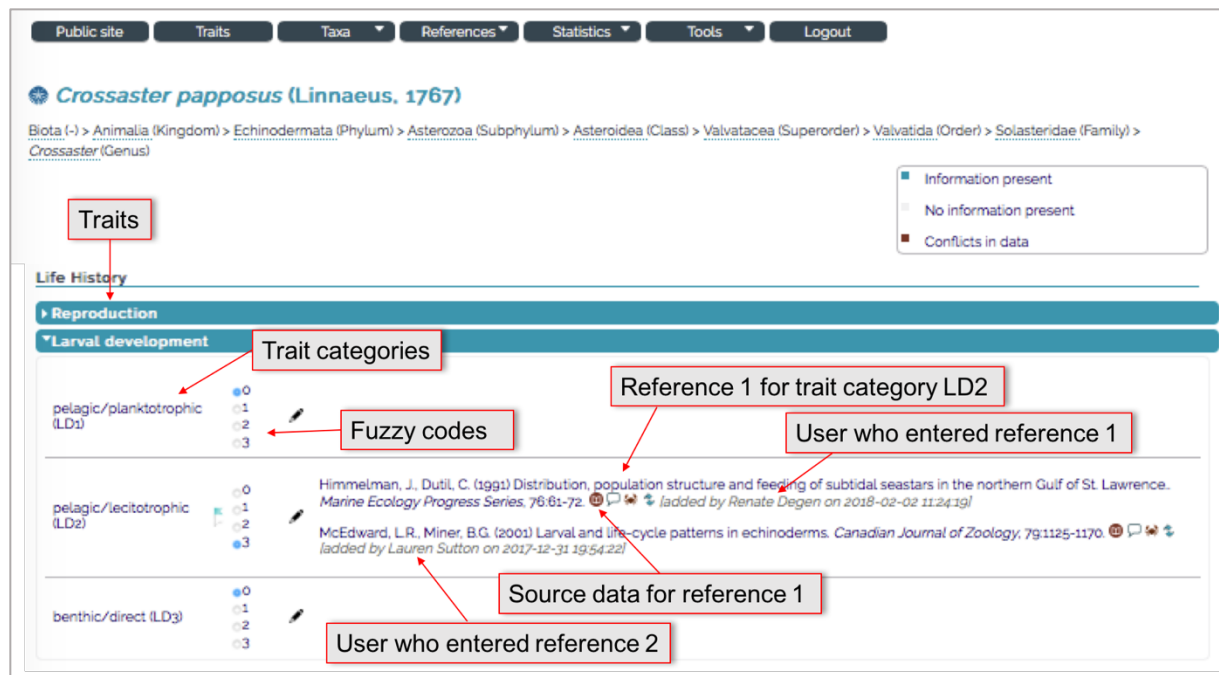 Public site Traits Taxa References Statistics Tools Logout
Crossaster papposus (Linnaeus, 1767)
Biota (-) > Animalia (Kingdom) > Echinodermata (Phylum) > Asterozoa (Subphylum) > Asteroidea (Class) > Valvatacea (Superorder) > Valvatida (Order) > Solasteridae (Family) >
Crossaster (Genus)
Information present
No information present
Conflicts in data
Traits
Life History
Reproduction
Larval development
Trait categories
Reference 1 for trait category LD2
pelagic/planktotrophic
(LD1)
0
1
2
3
Fuzzy codes
User who entered reference 1
pelagic/lecitotrophic
(LD2)
0
1
2
3
Himmelman, J., Dutil, C. (1991) Distribution, population structure and feeding of subtidal seastars in the northern Gulf of St. Lawrence..
Marine Ecology Progress Series, 76:61-72. [added by Renate Degen on 2018-02-02 11:24:19]
McEdward, L.R., Miner, B.G. (2001) Larval and life-cycle patterns in echinoderms. Canadian Journal of Zoology, 79:1125-1170.
[added by Lauren Sutton on 2017-12-31 19:54:22]
Source data for reference 1
benthic/direct (LD3)
0
1
2
3
User who entered reference 2